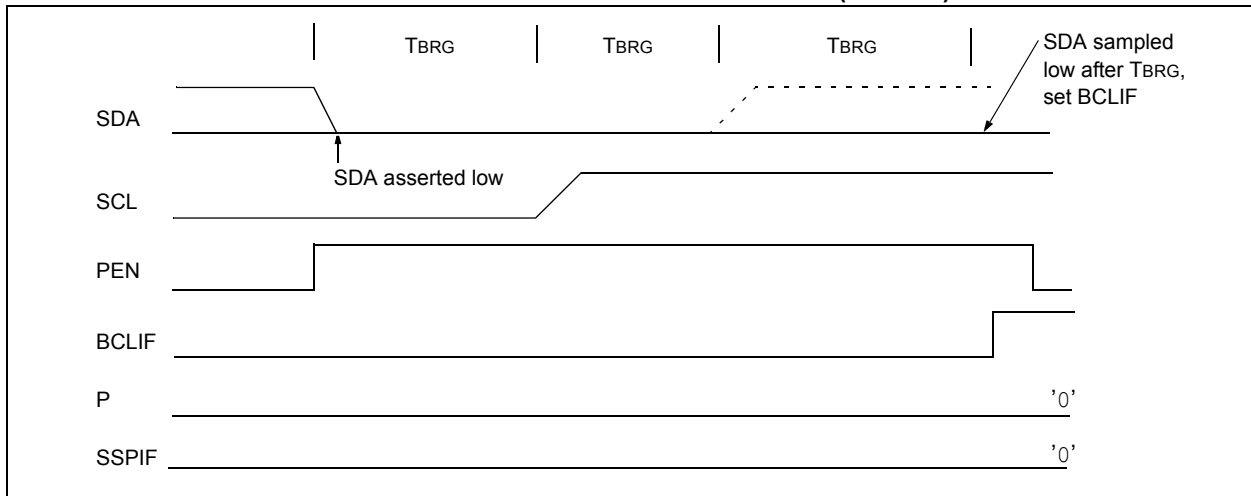 TBRG TBRG TBRG
SDA sampled
low after TBRG,
set BCLIF
SDA
SDA asserted low
SCL
PEN
BCLIF
P
'0'
SSPIF
'0'